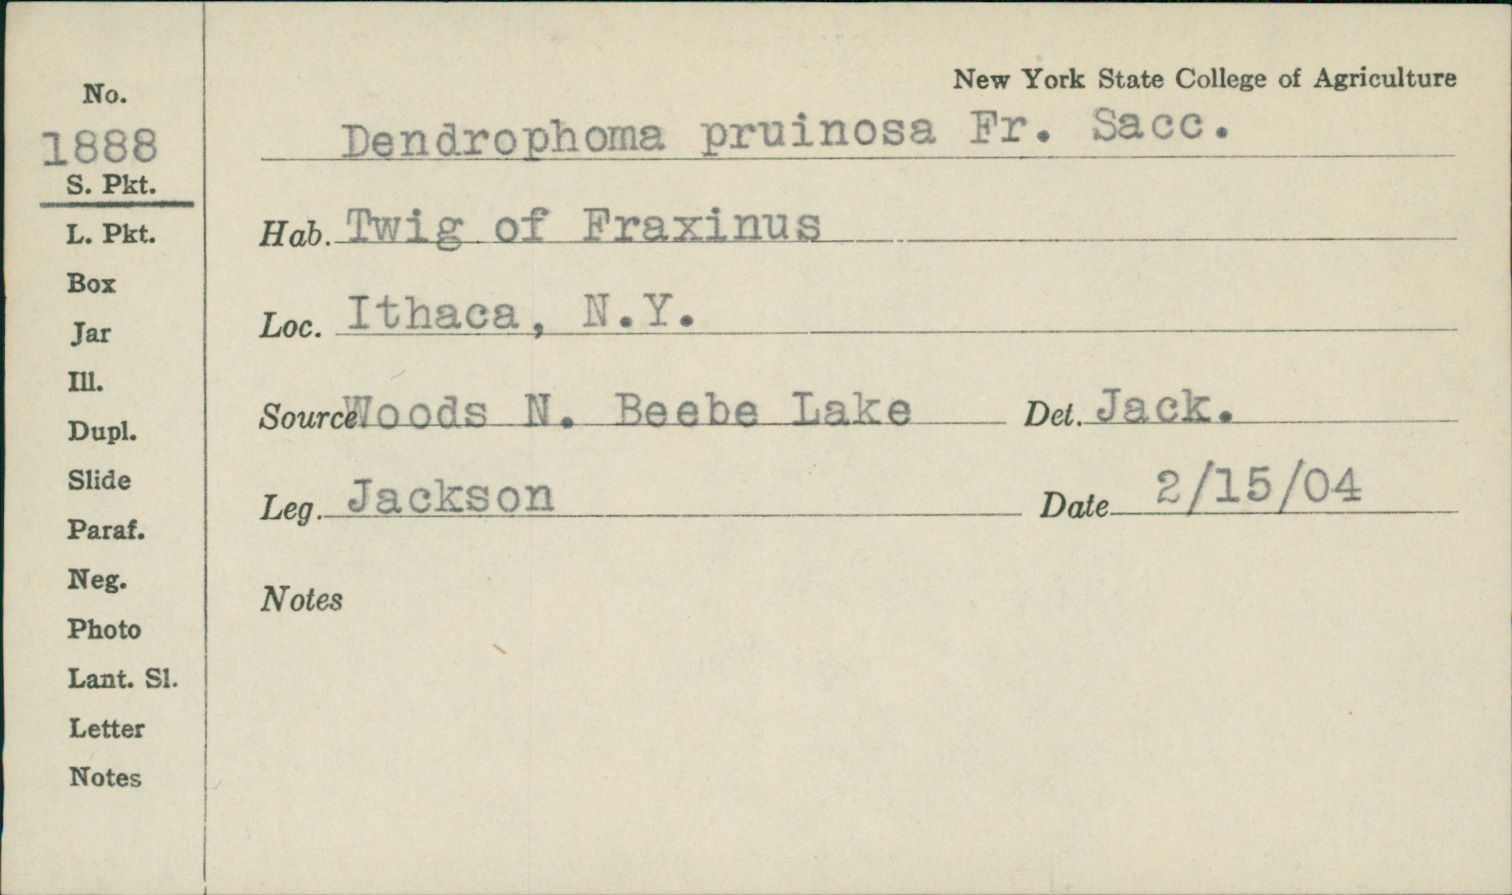 New York State College of Agriculture
No.
1888
S. Pkt.
L. Pkt.
Box
Jar
Ill.
Dupl.
Slide
Paraf.
Neg.
Photo
Lant. Sl.
Letter
Notes
Dendrophoma pruinosa Fr. Sacc.
Hab. Twig of Fraxinus
Loc. Ithaca, N.Y.
Source Woods N. Beebe Lake Det. Jack.
Leg. Jackson Date 2/15/04
Notes